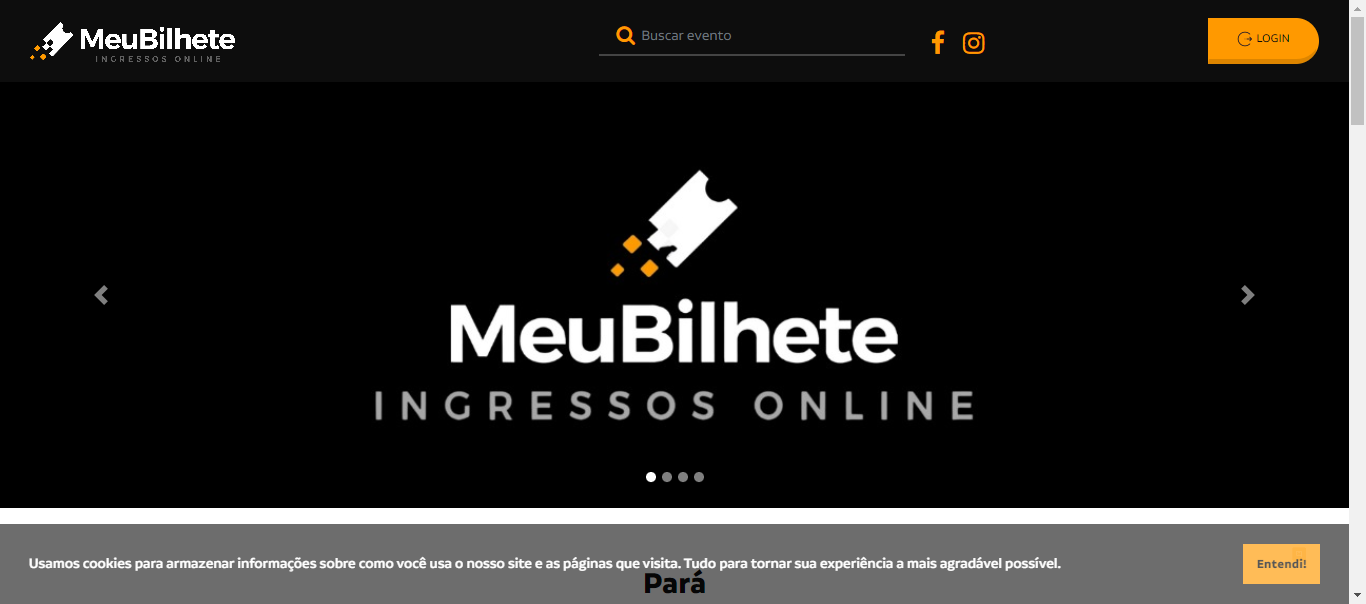 MeuBilhete
INGRESSOS ONLINE
Buscar evento
LOGIN
MeuBilhete
INGRESSOS ONLINE
Usamos cookies para armazenar informações sobre como você usa o nosso site e as páginas que visita. Tudo para tornar sua experiência a mais agradável possível.
Entendi!
Pará